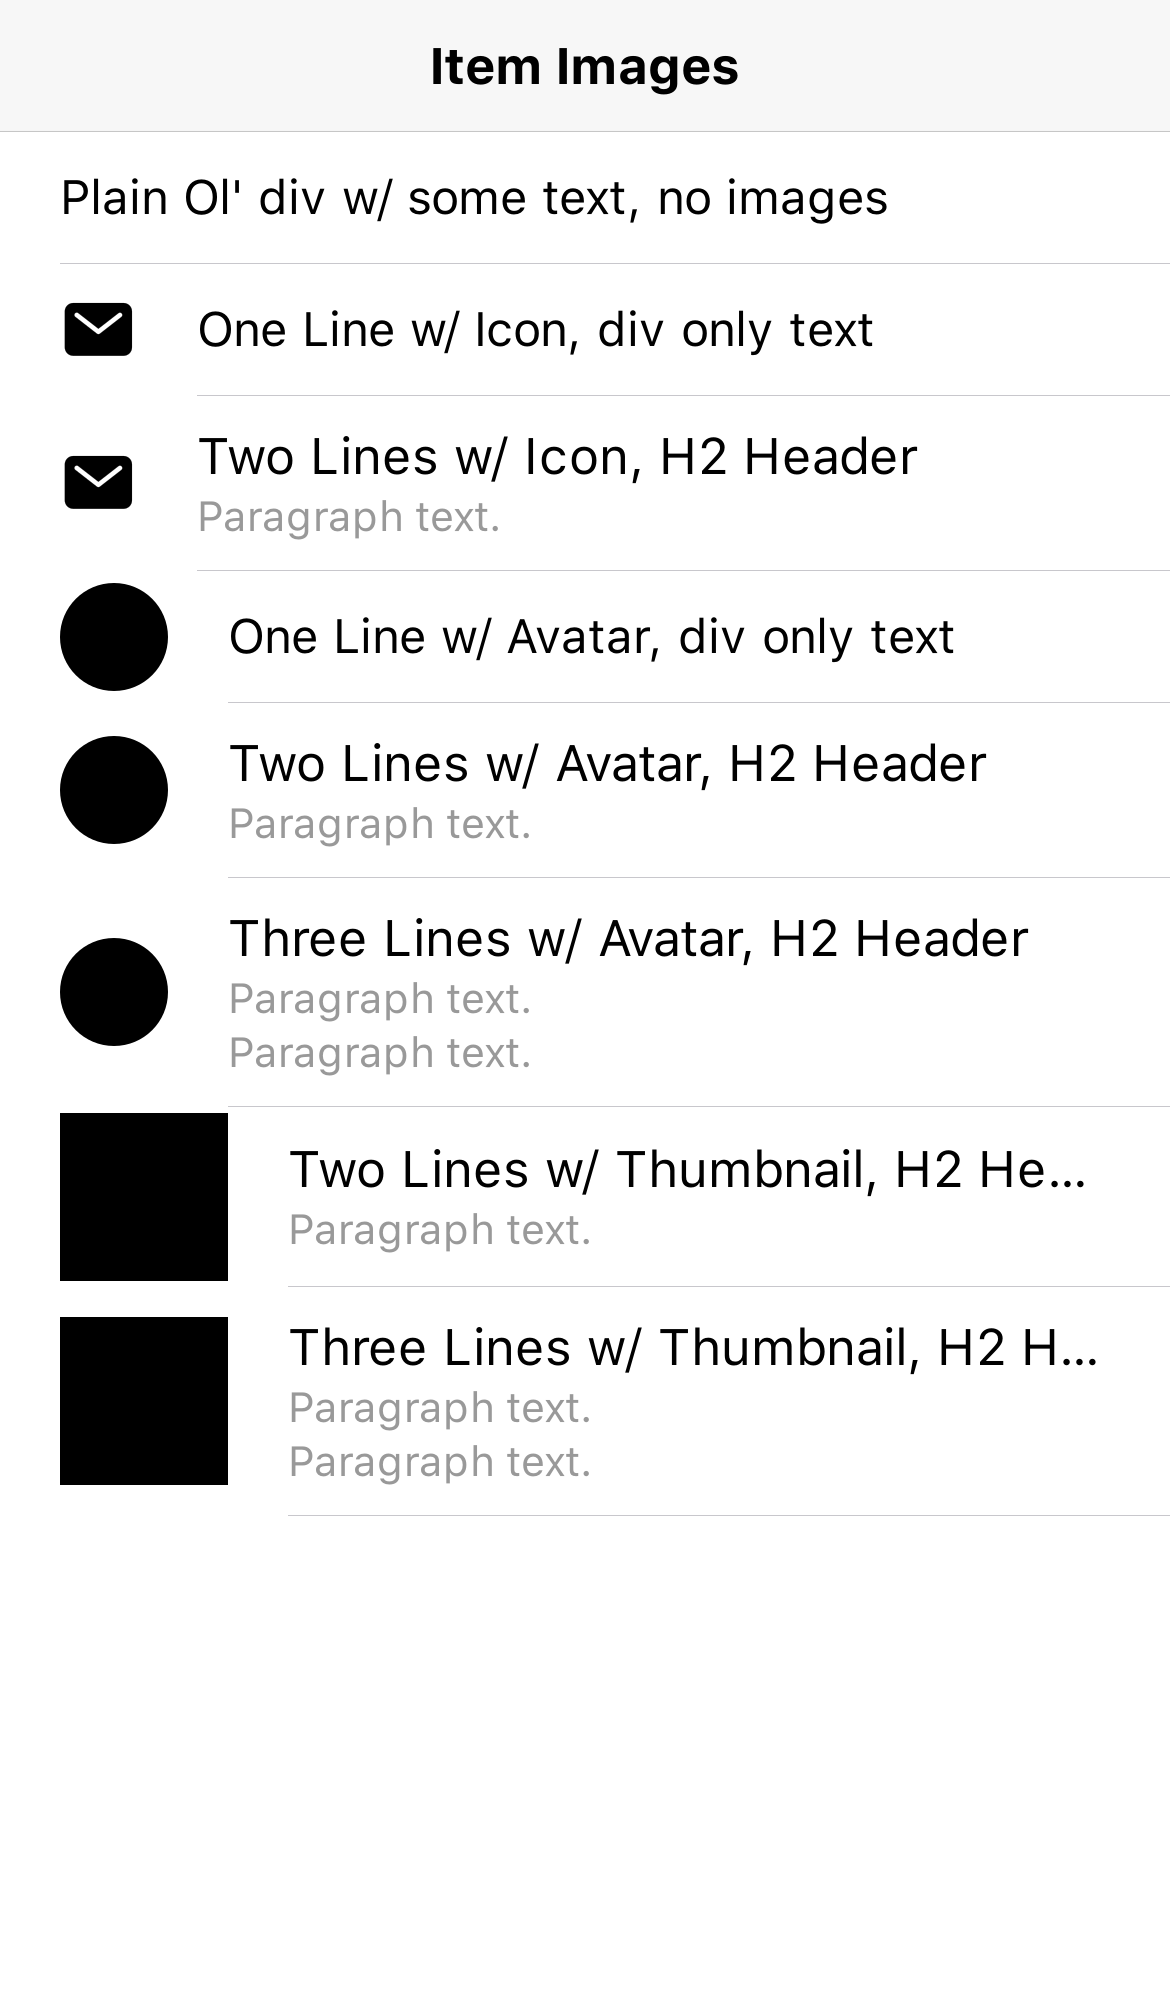 Item Images
Plain Ol' div w/ some text, no images
One Line w/ Icon, div only text
Two Lines w/ Icon, H2 Header
Paragraph text.
One Line w/ Avatar, div only text
Two Lines w/ Avatar, H2 Header
Paragraph text.
Three Lines w/ Avatar, H2 Header
Paragraph text.
Paragraph text.
Two Lines w/ Thumbnail, H2 He...
Paragraph text.
Three Lines w/ Thumbnail, H2 H...
Paragraph text.
Paragraph text.